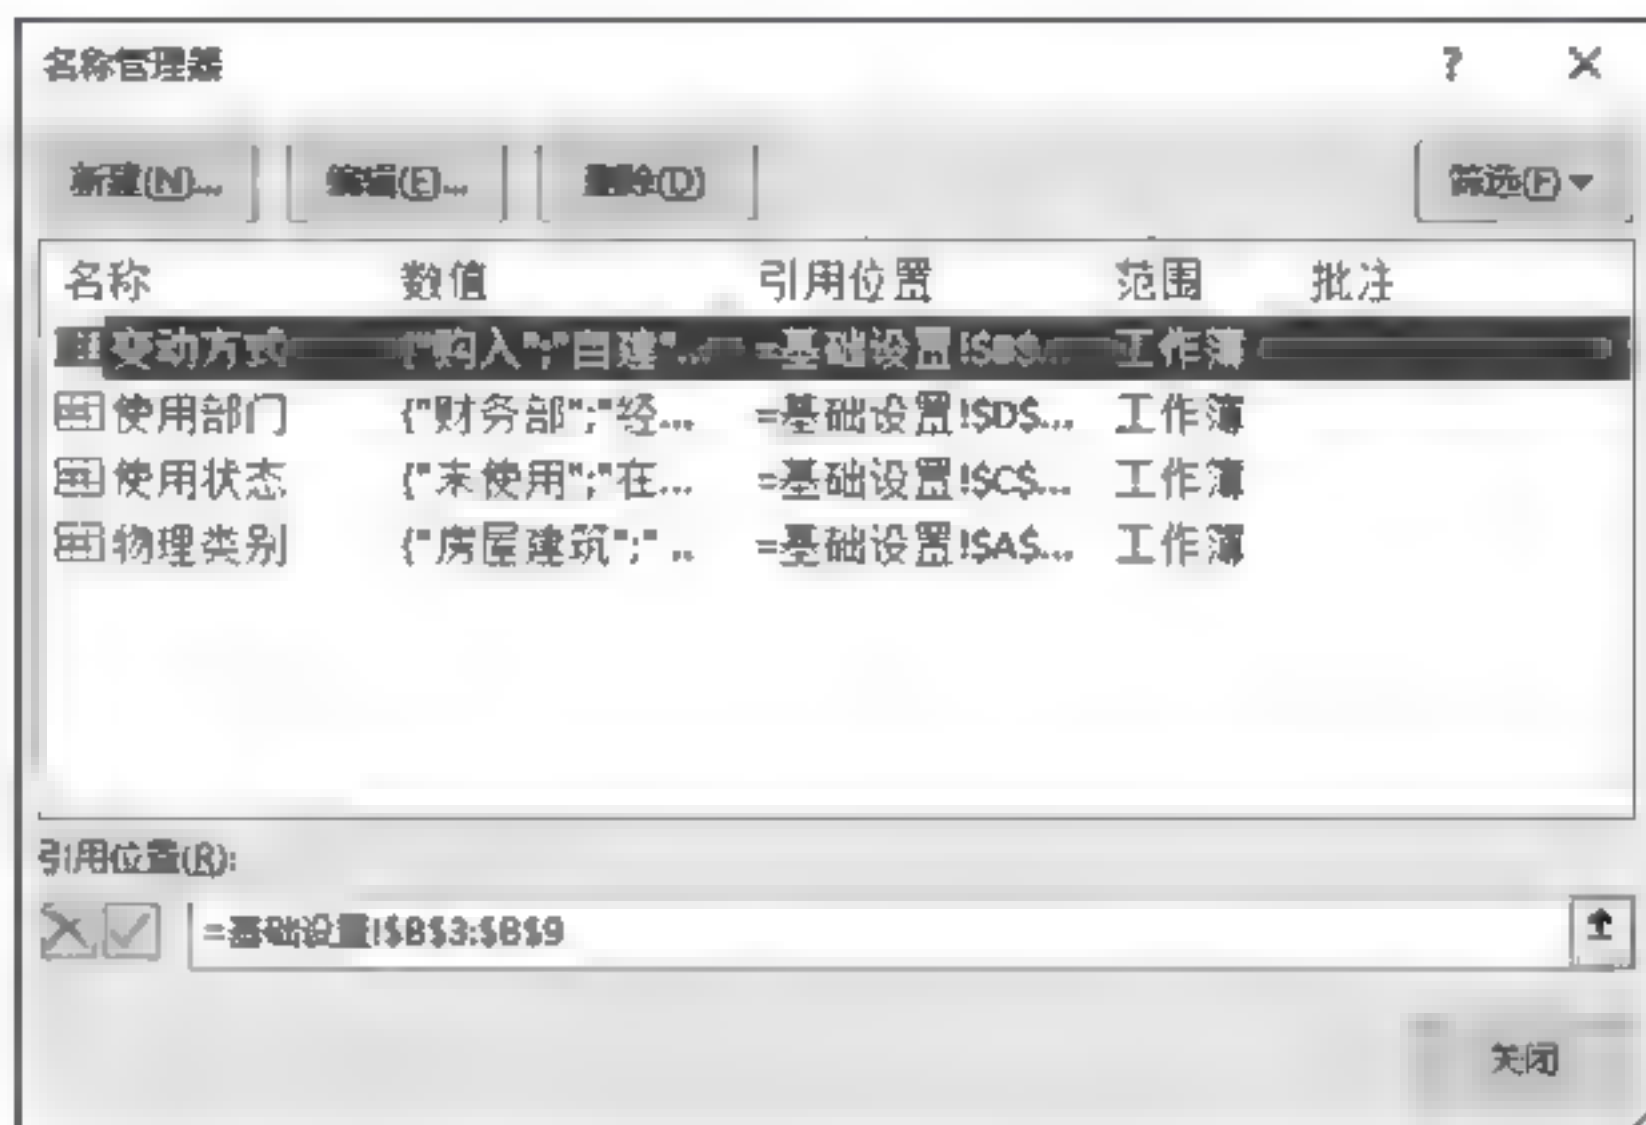 名称管理器 ? ×
新建(N)... 编辑(E)... 删除(D) 筛选(F)
名称 数值 引用位置 范围 批注
变动方式 {"购入";"自建"... =基础设置!$B$... 工作簿
使用部门 {"财务部";"经... =基础设置!$D$... 工作簿
使用状态 {"未使用";"在... =基础设置!$C$... 工作簿
物理类别 {"房屋建筑";" .. =基础设置!$A$... 工作簿
引用位置(R):
=基础设置!$B$3:$B$9
关闭